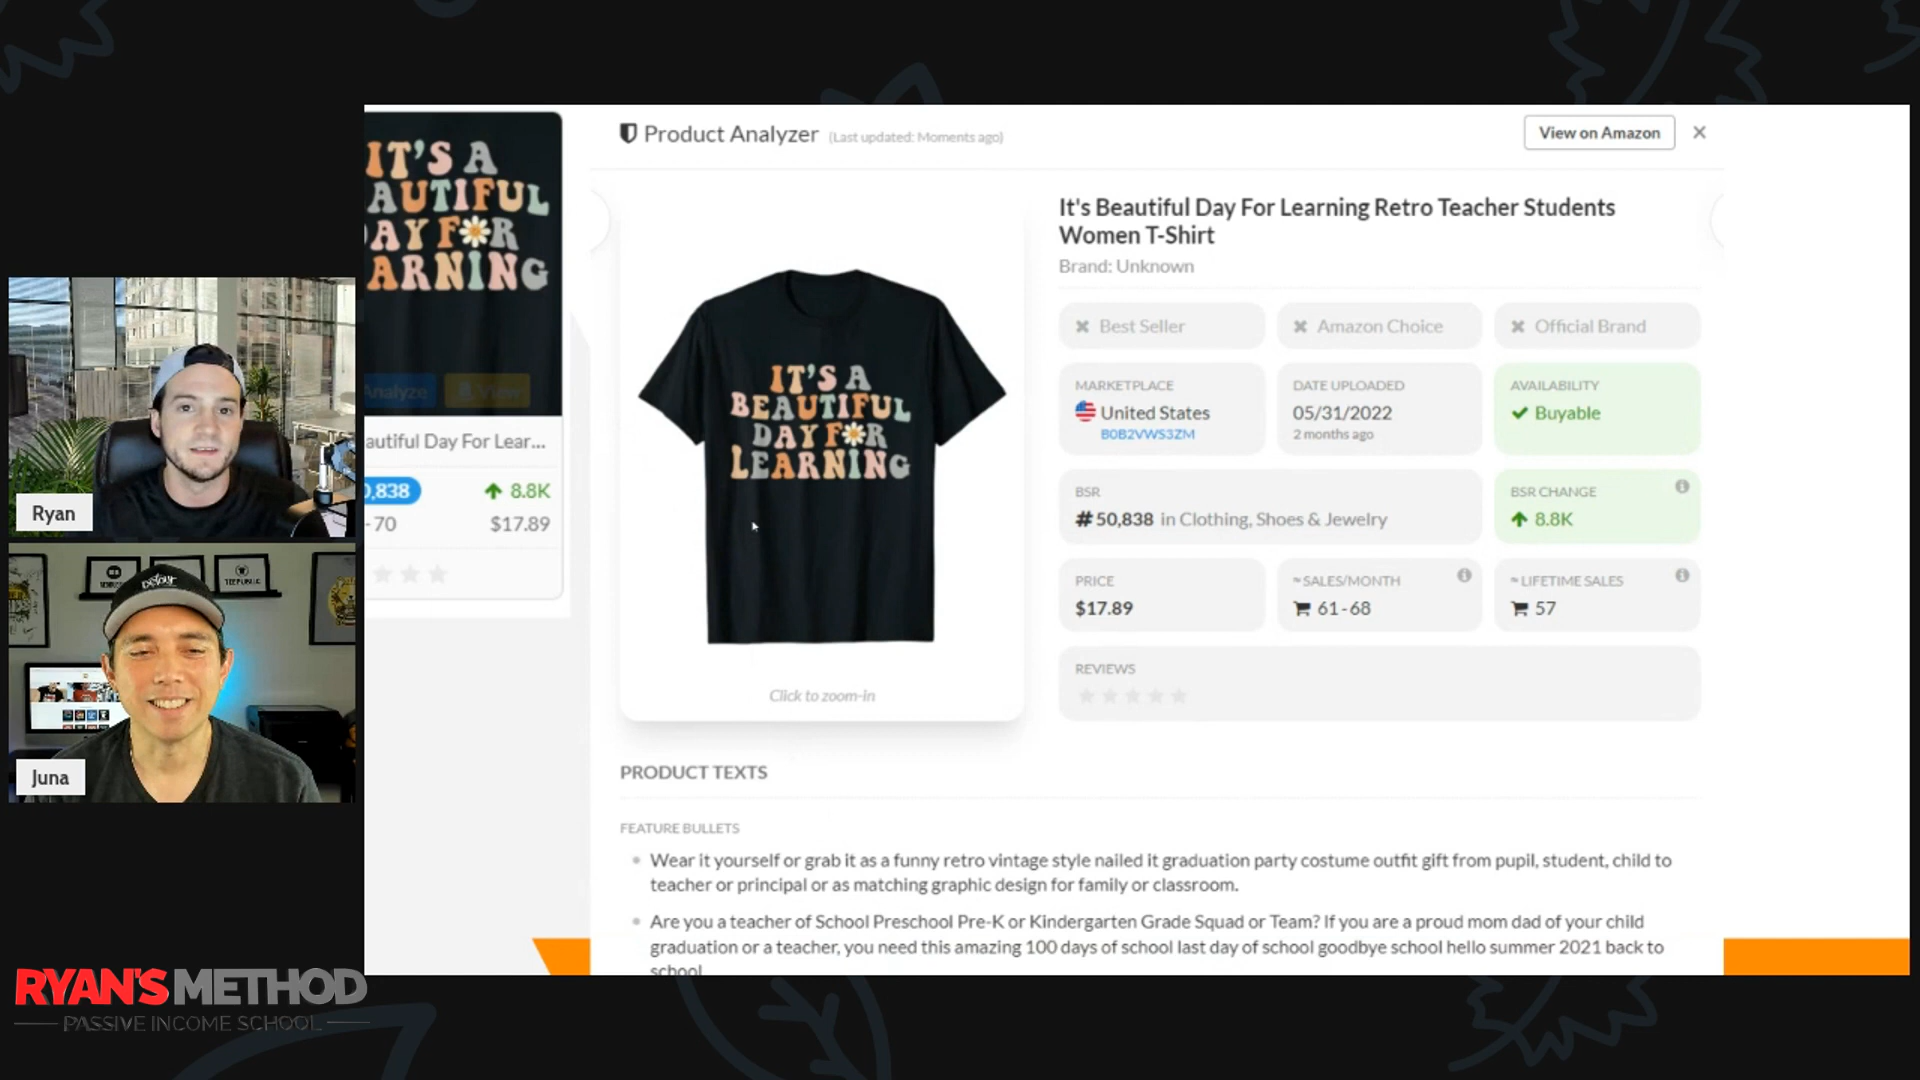 IT'S A
AUTIFUL
DAY FOR
ARNING
Analyze
View
autiful Day For Lear...
0,838
8.8K
- 70
$17.89
Product Analyzer (Last updated: Moments ago)
View on Amazon
IT'S A
BEAUTIFUL
DAY FOR
LEARNING
Click to zoom-in
It's Beautiful Day For Learning Retro Teacher Students
Women T-Shirt
Brand: Unknown
Best Seller
Amazon Choice
Official Brand
MARKETPLACE
United States
B0B2VWS3ZM
DATE UPLOADED
05/31/2022
2 months ago
AVAILABILITY
Buyable
BSR
#50,838 in Clothing, Shoes & Jewelry
BSR CHANGE
8.8K
PRICE
$17.89
≈ SALES/MONTH
61-68
≈ LIFETIME SALES
57
REVIEWS
PRODUCT TEXTS
FEATURE BULLETS
Wear it yourself or grab it as a funny retro vintage style nailed it graduation party costume outfit gift from pupil, student, child to
teacher or principal or as matching graphic design for family or classroom.
Are you a teacher of School Preschool Pre-K or Kindergarten Grade Squad or Team? If you are a proud mom dad of your child
graduation or a teacher, you need this amazing 100 days of school last day of school goodbye school hello summer 2021 back to
school
Ryan
TEEPUBLIC
DeTour
Juna
RYAN'S METHOD
PASSIVE INCOME SCHOOL